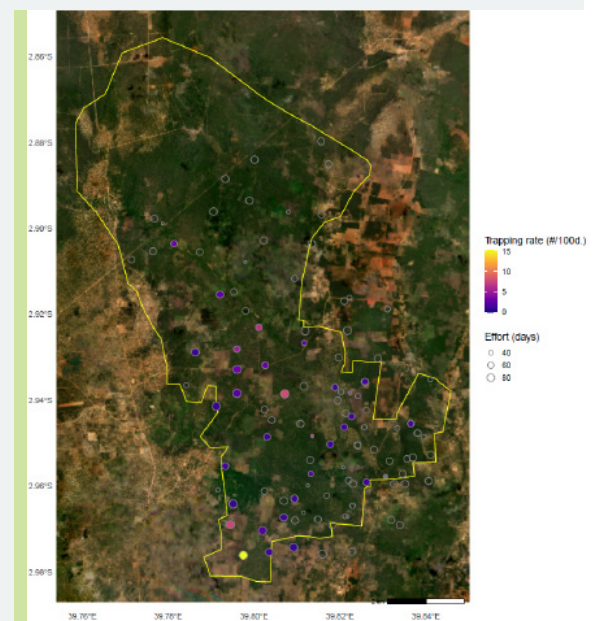 2.86°S
2.88°S
2.90°S
2.92°S
2.94°S
2.96°S
2.98°S
39.76°E
39.78°E
39.80°E
39.82°E
39.84°E
Trapping rate (#/100d.)
15
10
5
0
Effort (days)
40
60
80